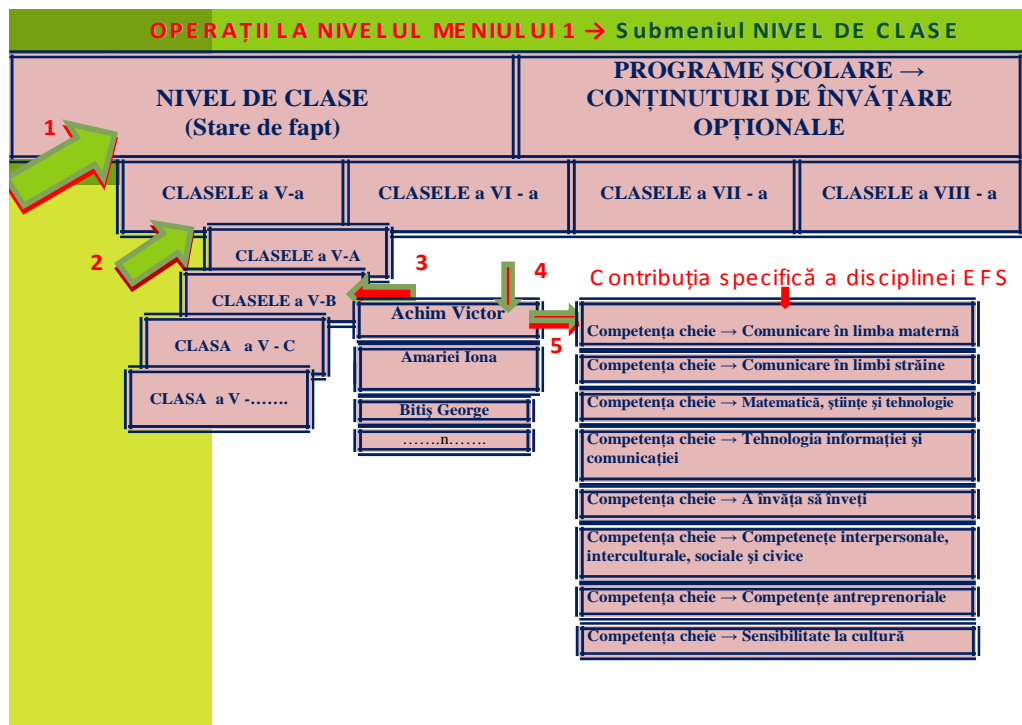 OPERAȚII LA NIVELUL MENIULUI 1 → Submeniul NIVEL DE CLASE
NIVEL DE CLASE
(Stare de fapt)
PROGRAME ŞCOLARE →
CONȚINUTURI DE ÎNVĂȚARE
OPȚIONALE
1
CLASELE a V-a
CLASELE a VI - a
CLASELE a VII - a
CLASELE a VIII - a
2
CLASELE a V-A
CLASELE a V-B
CLASA a V - C
CLASA a V -…….
3
4
Achim Victor
Amariei Iona
Bitiş George
…….n…….
5
Contribuția specifică a disciplinei EFS
Competența cheie → Comunicare în limba maternă
Competența cheie → Comunicare în limbi străine
Competența cheie → Matematică, ştiințe şi tehnologie
Competența cheie → Tehnologia informației şi
comunicației
Competența cheie → A învăța să înveți
Competența cheie → Competenețe interpersonale,
interculturale, sociale şi civice
Competența cheie → Competențe antreprenoriale
Competența cheie → Sensibilitate la cultură